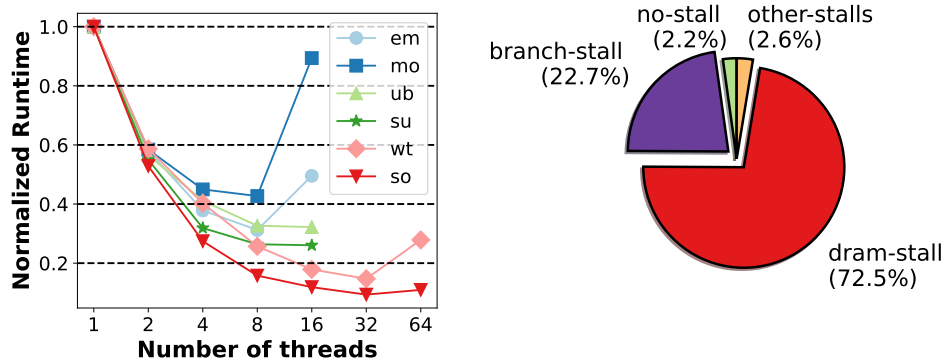 Normalized Runtime
1.0
0.8
0.6
0.4
0.2
1 2 4 8 16 32 64
Number of threads
em
mo
ub
su
wt
so
no-stall
(2.2%)
other-stalls
(2.6%)
branch-stall
(22.7%)
dram-stall
(72.5%)